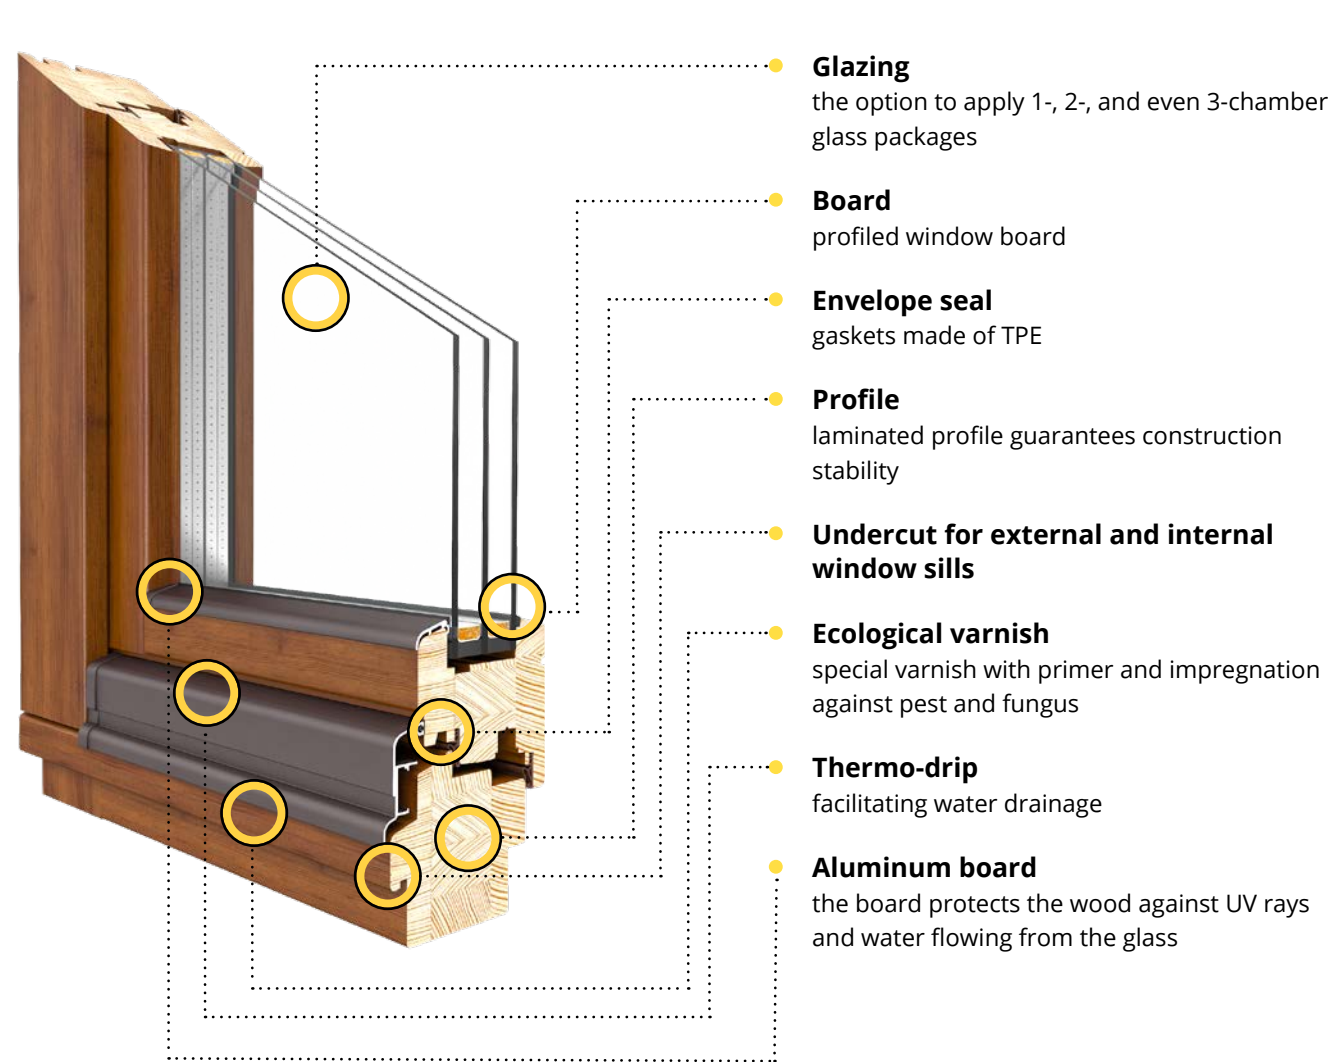 Glazing
the option to apply 1-, 2-, and even 3-chamber
glass packages
Board
profiled window board
Envelope seal
gaskets made of TPE
Profile
laminated profile guarantees construction
stability
Undercut for external and internal
window sills
Ecological varnish
special varnish with primer and impregnation
against pest and fungus
Thermo-drip
facilitating water drainage
Aluminum board
the board protects the wood against UV rays
and water flowing from the glass